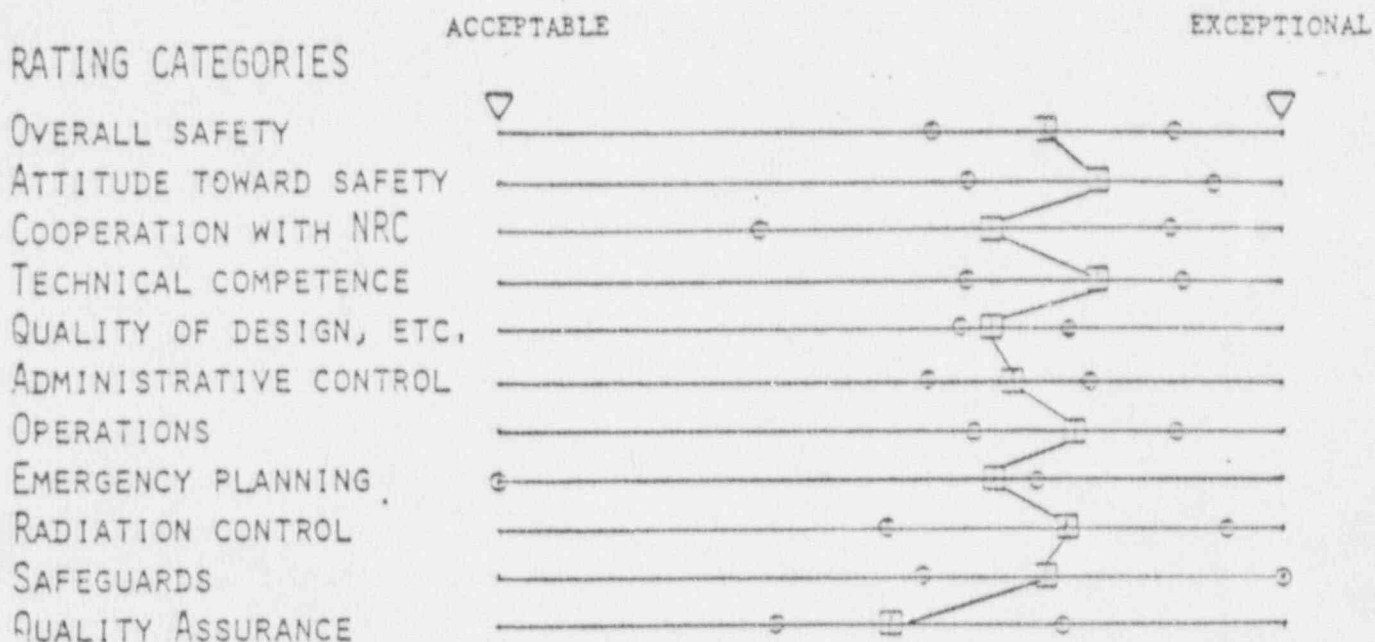 ACCEPTABLE EXCEPTIONAL
RATING CATEGORIES
OVERALL SAFETY
ATTITUDE TOWARD SAFETY
COOPERATION WITH NRC
TECHNICAL COMPETENCE
QUALITY OF DESIGN, ETC.
ADMINISTRATIVE CONTROL
OPERATIONS
EMERGENCY PLANNING
RADIATION CONTROL
SAFEGUARDS
QUALITY ASSURANCE